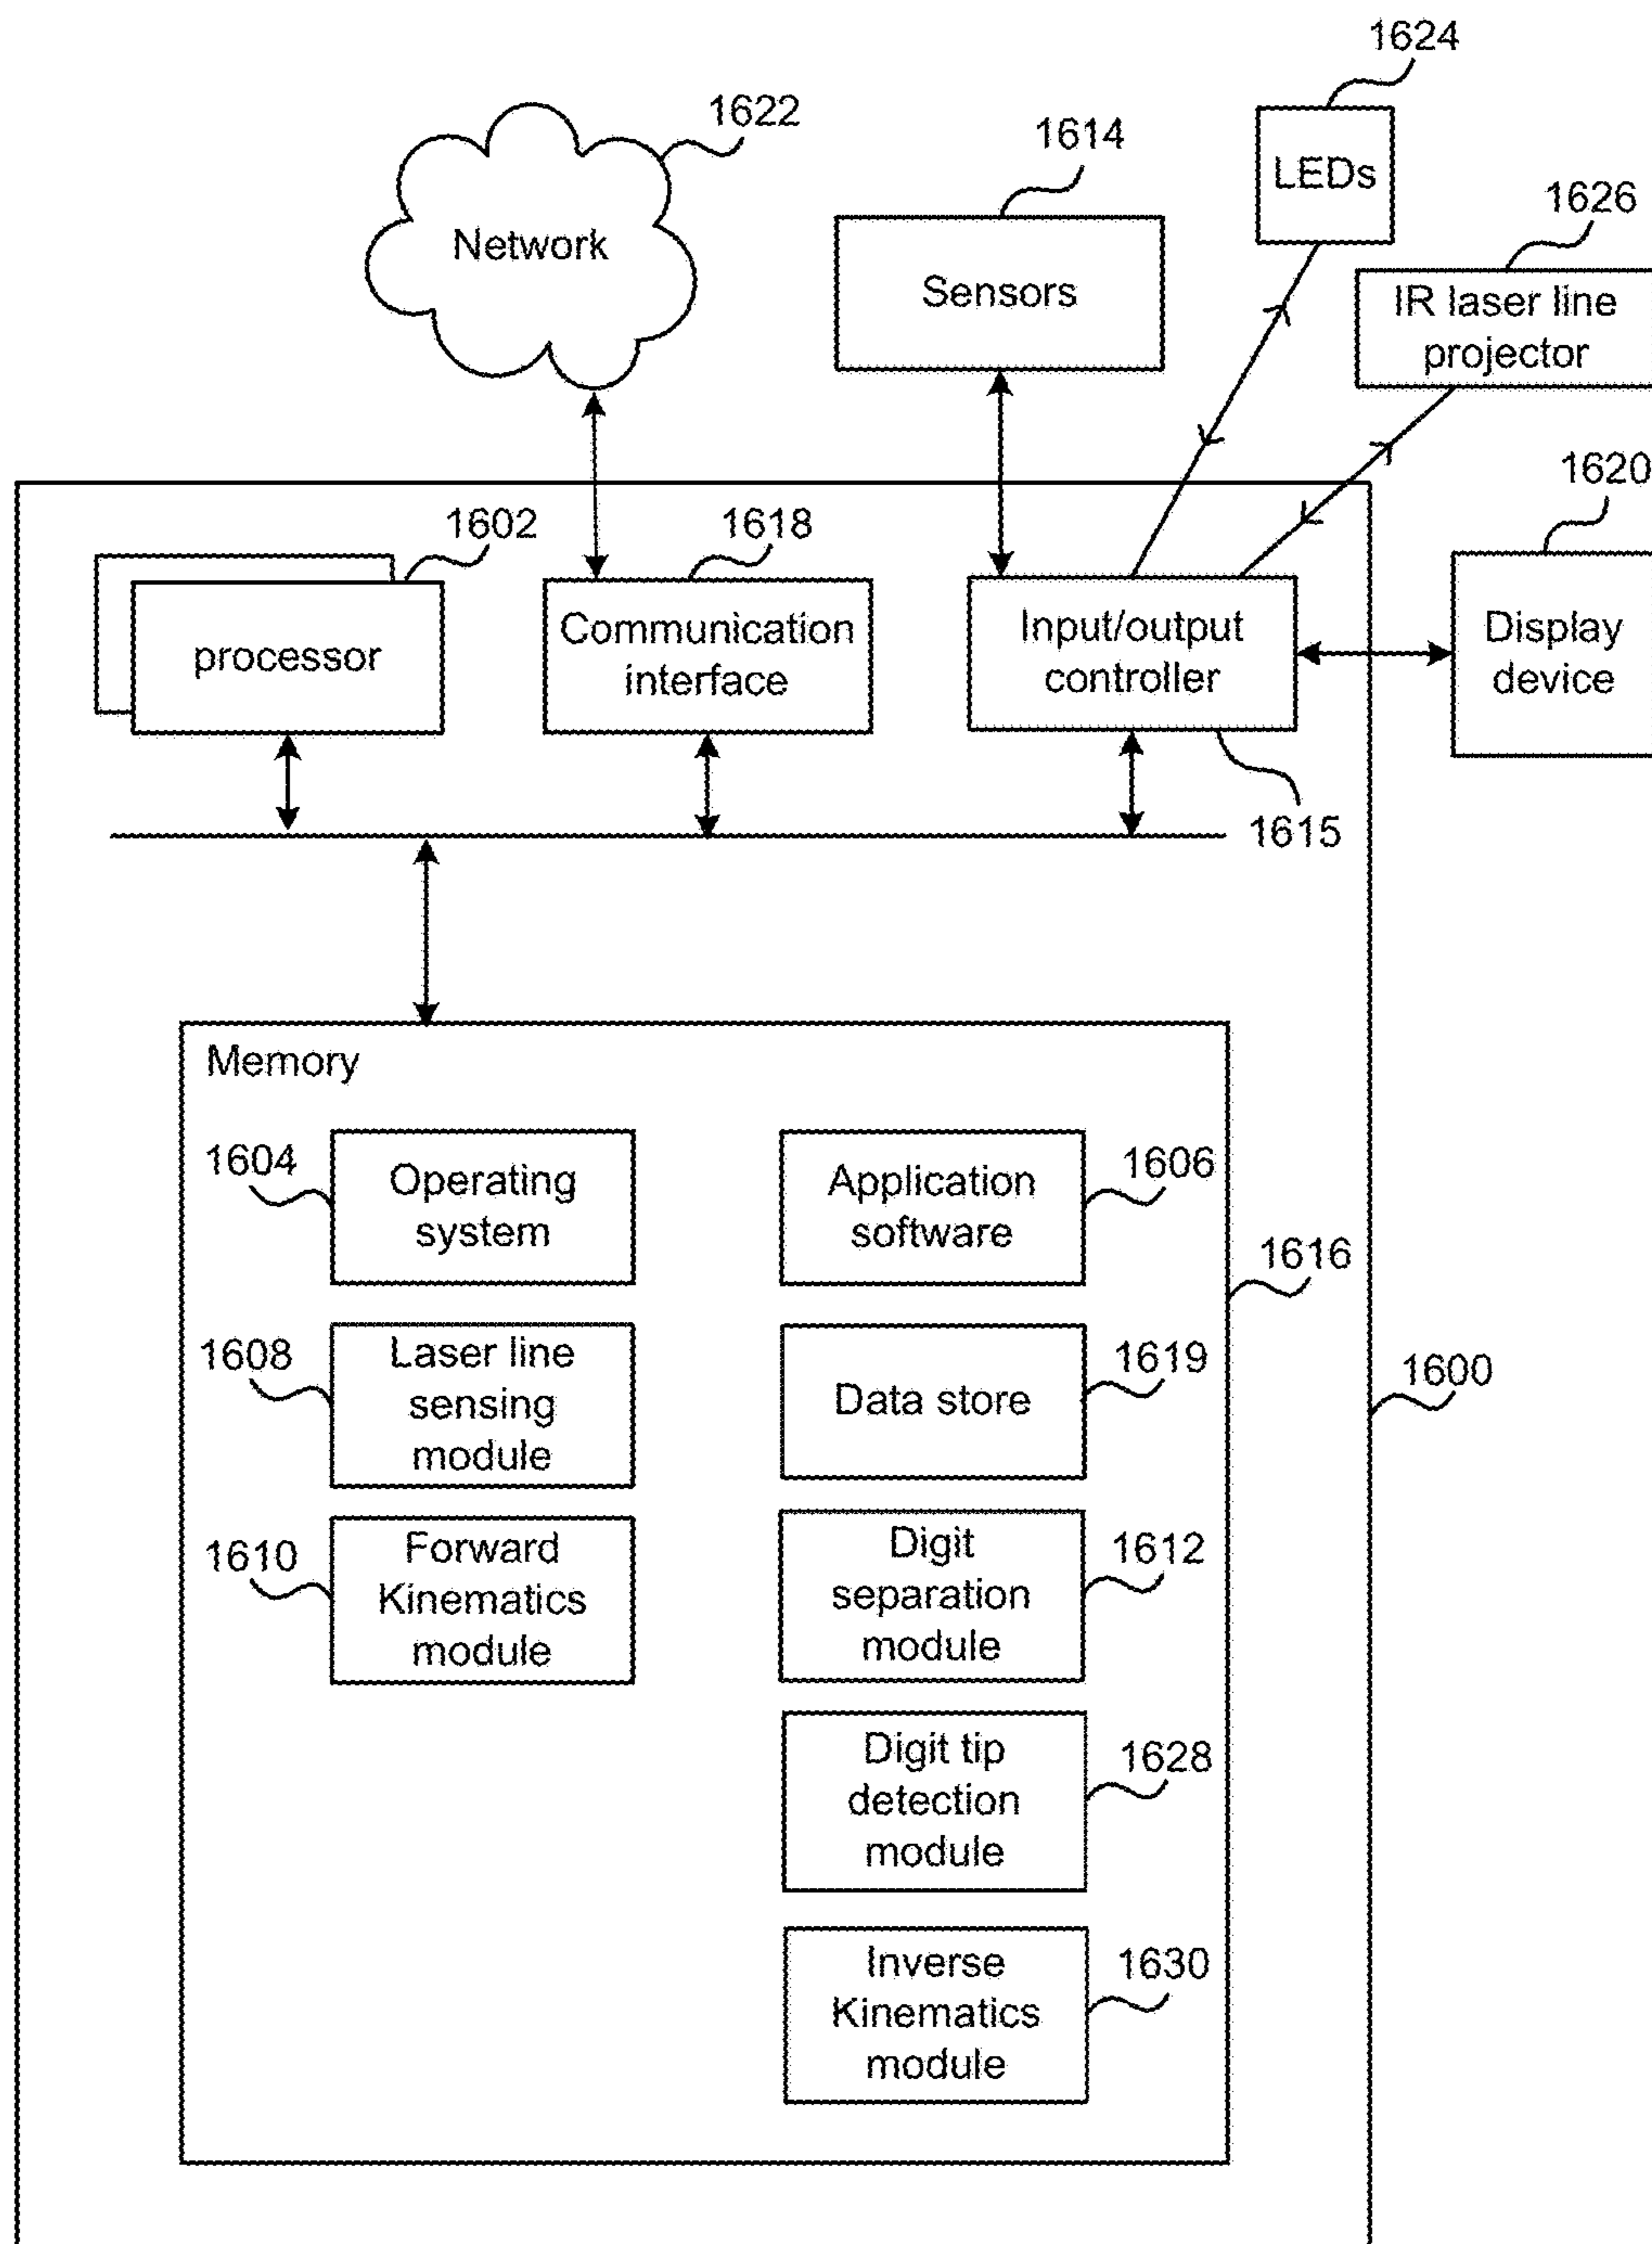 1624
1622
1614
LEDs
1626
Network
Sensors
IR laser line
projector
1620
1602
1618
processor
Communication
interface
Input/output
controller
Display
device
1615
Memory
1604
Operating
system
Application
software
1606
1616
1608
Laser line
sensing
module
Data store
1619
1600
1610
Forward
Kinematics
module
Digit
separation
module
1612
Digit tip
detection
module
1628
Inverse
Kinematics
module
1630